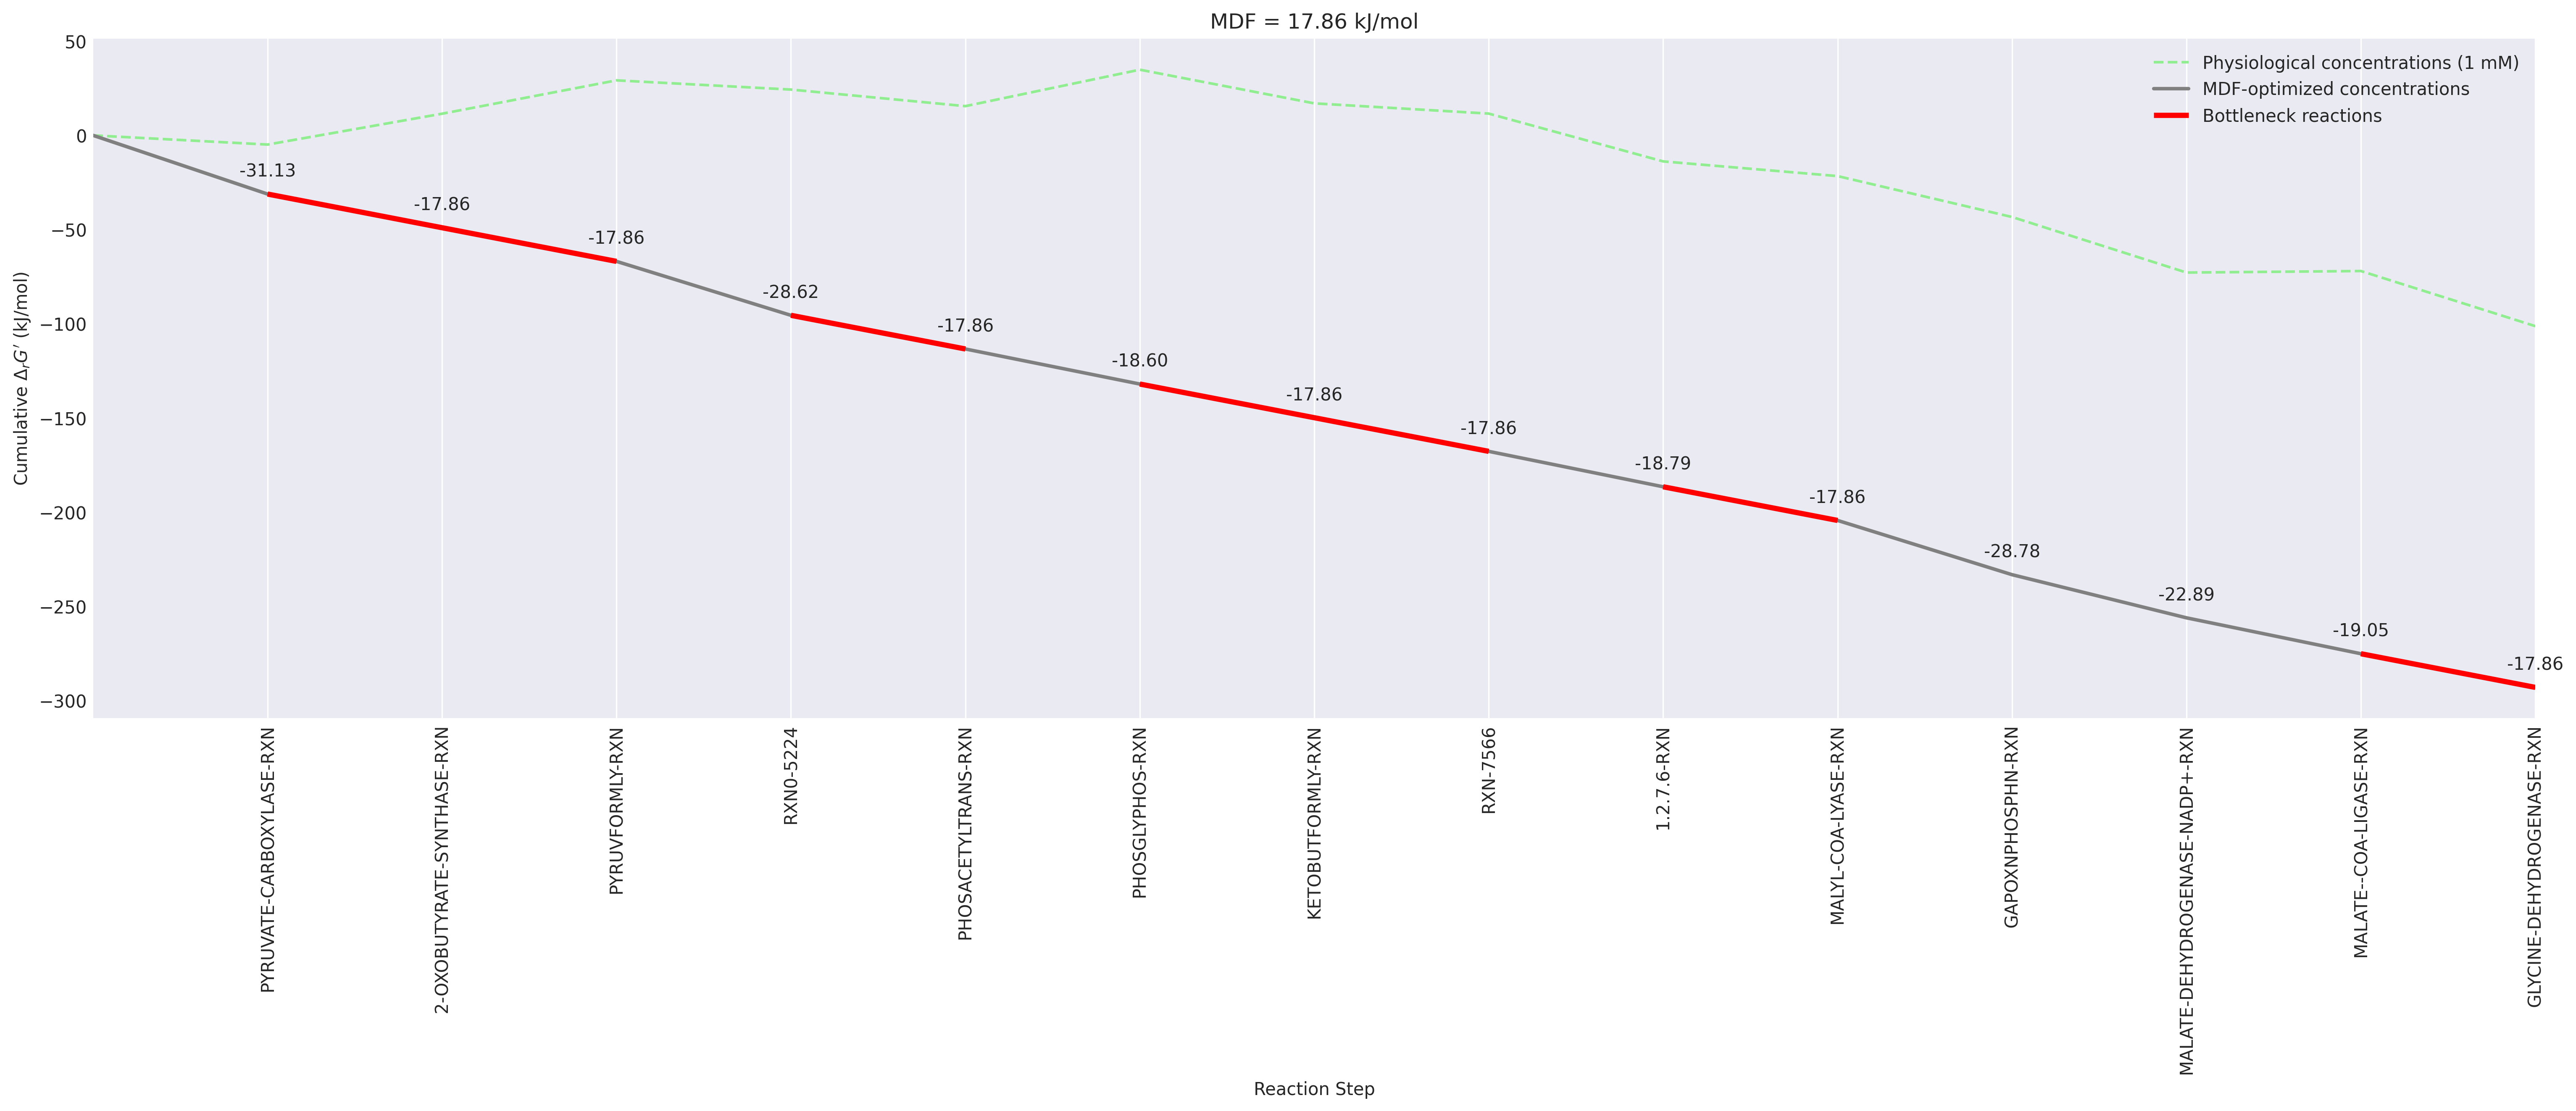 MDF = 17.86 kJ/mol
Physiological concentrations (1 mM)
MDF-optimized concentrations
Bottleneck reactions
Cumulative ΔrG′ (kJ/mol)
50
0
−50
−100
−150
−200
−250
−300
-31.13
-17.86
-17.86
-28.62
-17.86
-18.60
-17.86
-17.86
-18.79
-17.86
-28.78
-22.89
-19.05
-17.86
PYRUVATE-CARBOXYLASE-RXN
2-OXOBUTYRATE-SYNTHASE-RXN
PYRUVFORMLY-RXN
RXN0-5224
PHOSACETYLTRANS-RXN
PHOSGLYPHOS-RXN
KETOBUTFORMLY-RXN
RXN-7566
1.2.7.6-RXN
MALYL-COA-LYASE-RXN
GAPOXNPHOSPHN-RXN
MALATE-DEHYDROGENASE-NADP+-RXN
MALATE--COA-LIGASE-RXN
GLYCINE-DEHYDROGENASE-RXN
Reaction Step